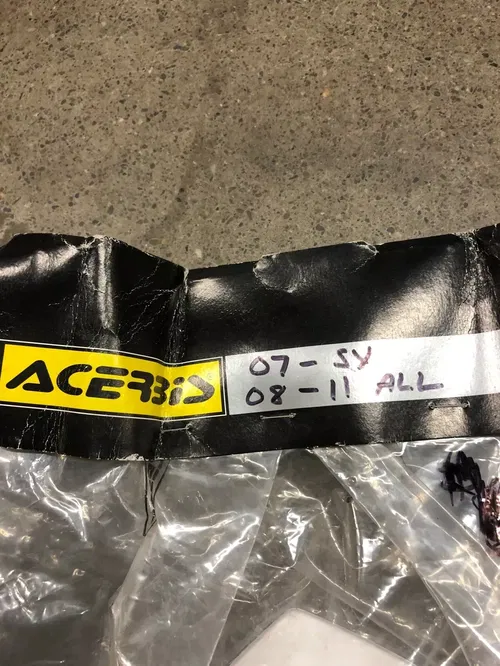 ACERBIS
07 - SX
08 - 11 ALL